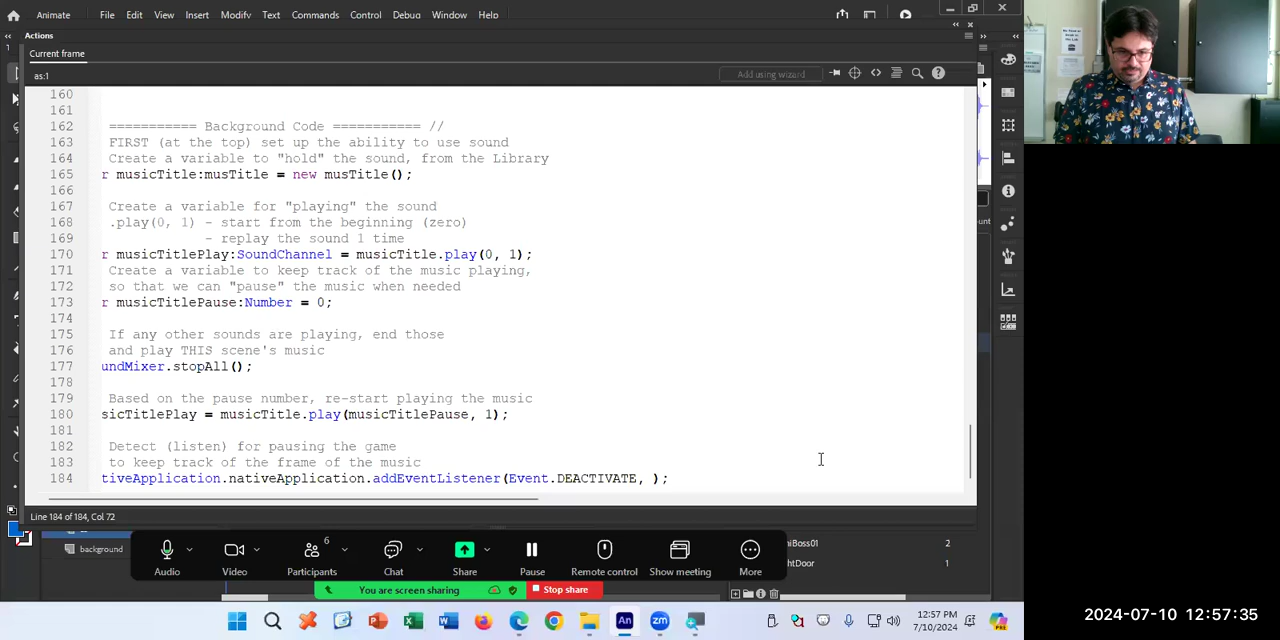 Animate File Edit View Insert Modify Text Commands Control Debug Window Help
Actions
Current frame
as:1
Add using wizard
160
161
162 =========== Background Code =========== //
163 FIRST (at the top) set up the ability to use sound
164 Create a variable to "hold" the sound, from the Library
165 r musicTitle:musTitle = new musTitle();
166
167 Create a variable for "playing" the sound
168 .play(0, 1) - start from the beginning (zero)
169 - replay the sound 1 time
170 r musicTitlePlay:SoundChannel = musicTitle.play(0, 1);
171 Create a variable to keep track of the music playing,
172 so that we can "pause" the music when needed
173 r musicTitlePause:Number = 0;
174
175 If any other sounds are playing, end those
176 and play THIS scene's music
177 undMixer.stopAll();
178
179 Based on the pause number, re-start playing the music
180 sicTitlePlay = musicTitle.play(musicTitlePause, 1);
181
182 Detect (listen) for pausing the game
183 to keep track of the frame of the music
184 tiveApplication.nativeApplication.addEventListener(Event.DEACTIVATE, );
Line 184 of 184, Col 72
unt
background
niBoss01 2
htDoor 1
6
Audio Video Participants Chat Share Pause Remote control Show meeting More
You are screen sharing Stop share
12:57 PM
7/10/2024
2024-07-10 12:57:35